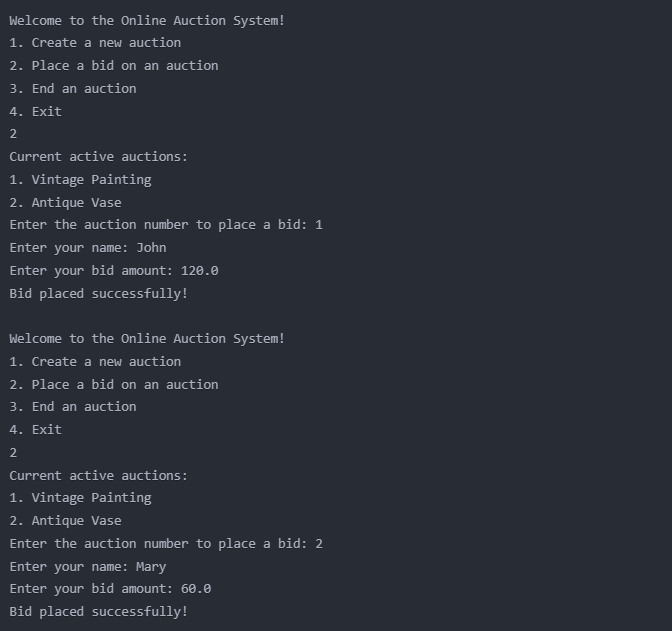 Welcome to the Online Auction System!
1. Create a new auction
2. Place a bid on an auction
3. End an auction
4. Exit
2
Current active auctions:
1. Vintage Painting
2. Antique Vase
Enter the auction number to place a bid: 1
Enter your name: John
Enter your bid amount: 120.0
Bid placed successfully!

Welcome to the Online Auction System!
1. Create a new auction
2. Place a bid on an auction
3. End an auction
4. Exit
2
Current active auctions:
1. Vintage Painting
2. Antique Vase
Enter the auction number to place a bid: 2
Enter your name: Mary
Enter your bid amount: 60.0
Bid placed successfully!